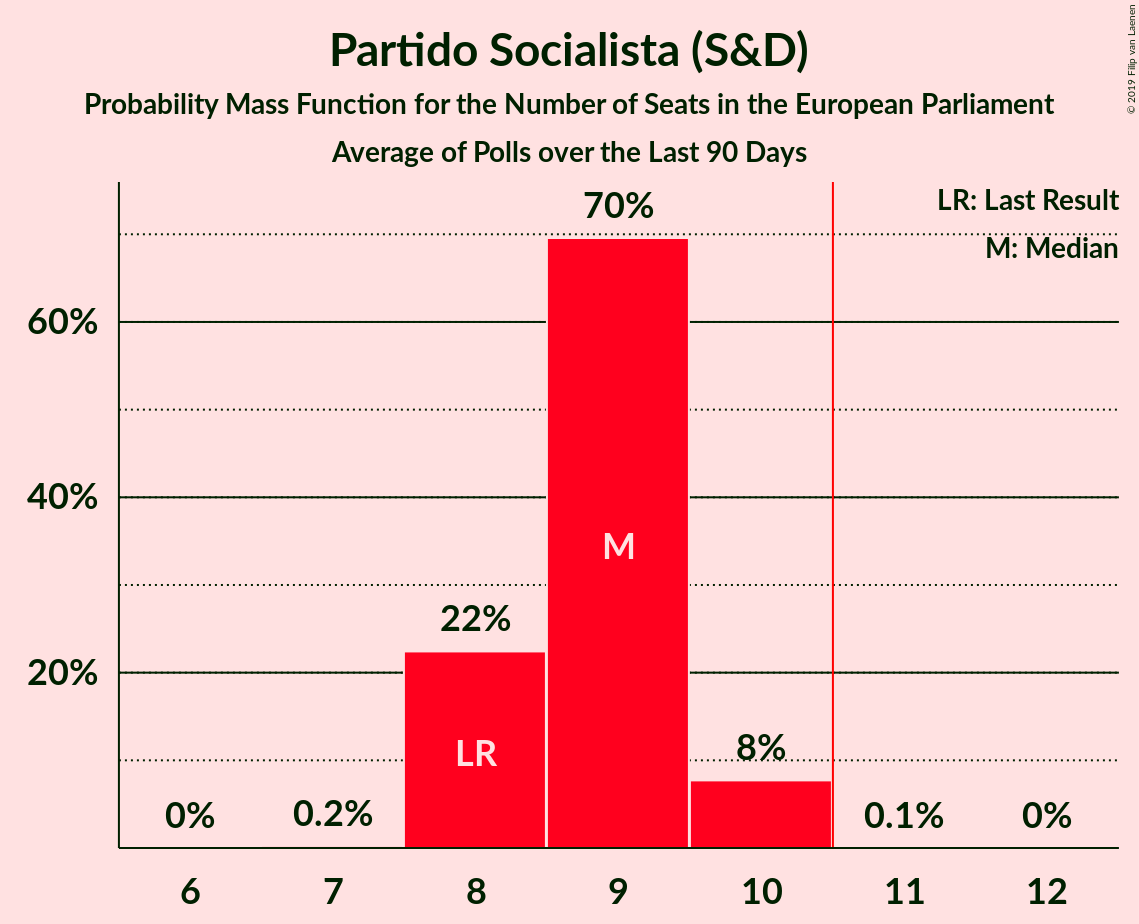 Partido Socialista (S&D)
Probability Mass Function for the Number of Seats in the European Parliament
Average of Polls over the Last 90 Days
© 2019 Filip van Laenen
LR: Last Result
M: Median
60%
40%
20%
0%
0.2%
22%
70%
8%
0.1%
0%
LR
M
6
7
8
9
10
11
12